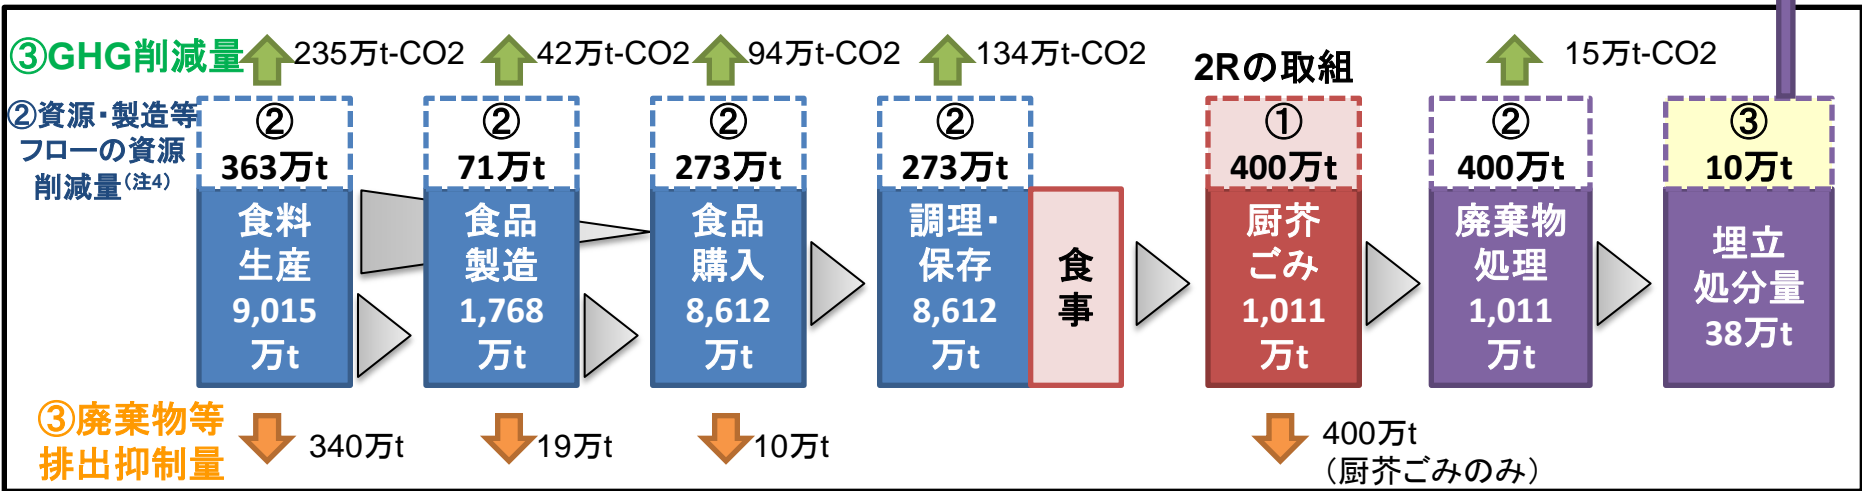 ③GHG削減量
235万t-CO2
42万t-CO2
94万t-CO2
134万t-CO2
2Rの取組
15万t-CO2
②資源・製造等
フローの資源
削減量(注4)
②
363万t
②
71万t
②
273万t
②
273万t
①
400万t
②
400万t
③
10万t
食料
生産
9,015
万t
食品
製造
1,768
万t
食品
購入
8,612
万t
調理・
保存
8,612
万t
食
事
厨芥
ごみ
1,011
万t
廃棄物
処理
1,011
万t
埋立
処分量
38万t
③廃棄物等
排出抑制量
340万t
19万t
10万t
400万t
（厨芥ごみのみ）